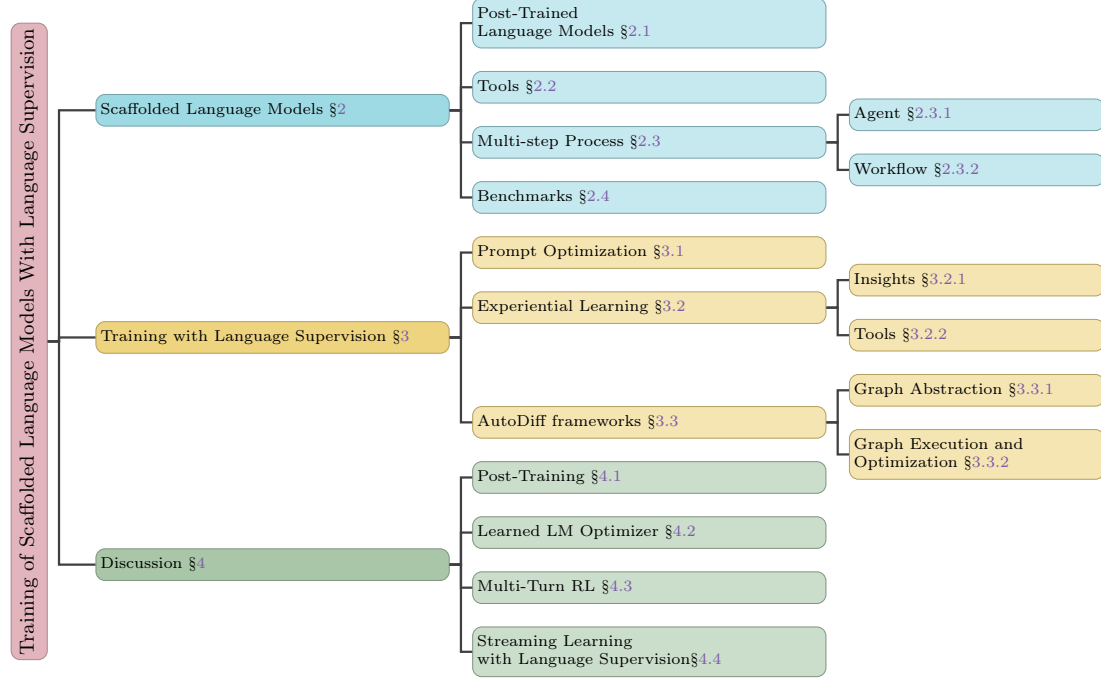 Training of Scaffolded Language Models With Language Supervision
Scaffolded Language Models §2
Post-Trained
Language Models §2.1
Tools §2.2
Multi-step Process §2.3
Agent §2.3.1
Workflow §2.3.2
Benchmarks §2.4
Training with Language Supervision §3
Prompt Optimization §3.1
Experiential Learning §3.2
Insights §3.2.1
Tools §3.2.2
AutoDiff frameworks §3.3
Graph Abstraction §3.3.1
Graph Execution and
Optimization §3.3.2
Discussion §4
Post-Training §4.1
Learned LM Optimizer §4.2
Multi-Turn RL §4.3
Streaming Learning
with Language Supervision§4.4